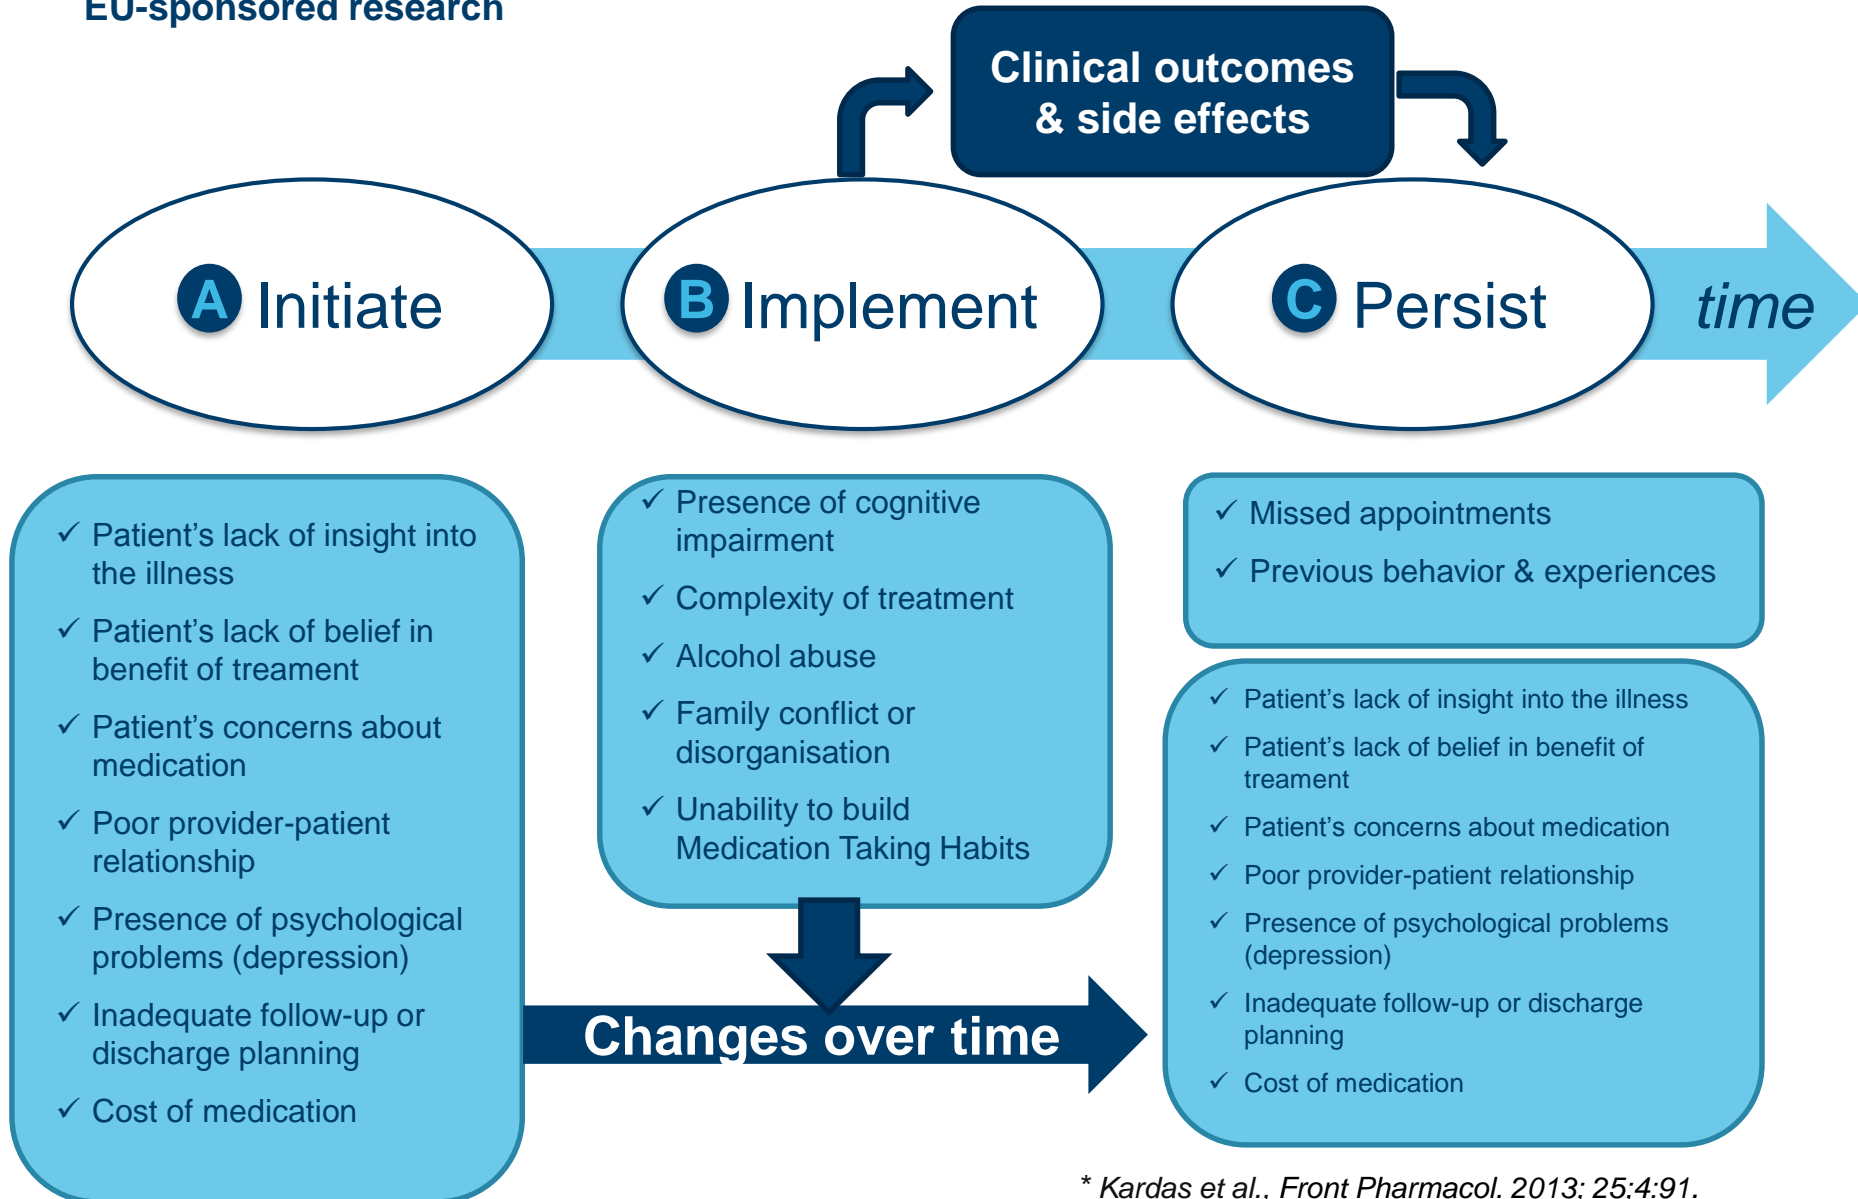 EU-sponsored research
Clinical outcomes
& side effects
A Initiate
B Implement
C Persist
time
✓ Patient’s lack of insight into
the illness
✓ Patient’s lack of belief in
benefit of treament
✓ Patient’s concerns about
medication
✓ Poor provider-patient
relationship
✓ Presence of psychological
problems (depression)
✓ Inadequate follow-up or
discharge planning
✓ Cost of medication
✓ Presence of cognitive
impairment
✓ Complexity of treatment
✓ Alcohol abuse
✓ Family conflict or
disorganisation
✓ Unability to build
Medication Taking Habits
Changes over time
✓ Missed appointments
✓ Previous behavior & experiences
✓ Patient’s lack of insight into the illness
✓ Patient’s lack of belief in benefit of
treament
✓ Patient’s concerns about medication
✓ Poor provider-patient relationship
✓ Presence of psychological problems
(depression)
✓ Inadequate follow-up or discharge
planning
✓ Cost of medication
* Kardas et al., Front Pharmacol. 2013; 25;4:91.